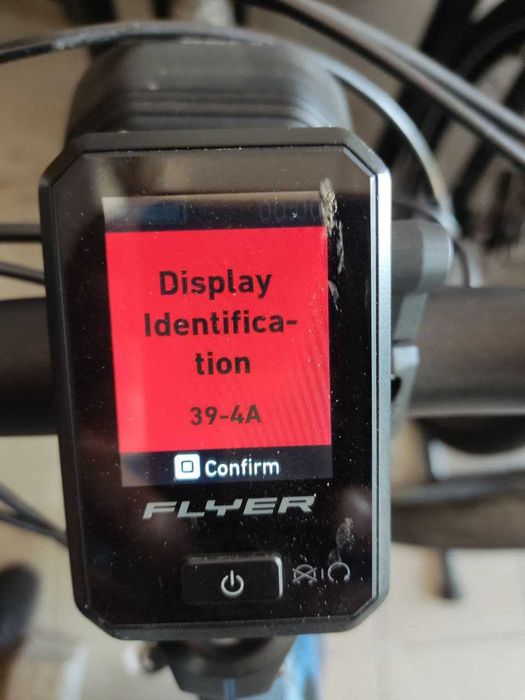 Display
Identifica-
tion
39-4A
Confirm
FLYER